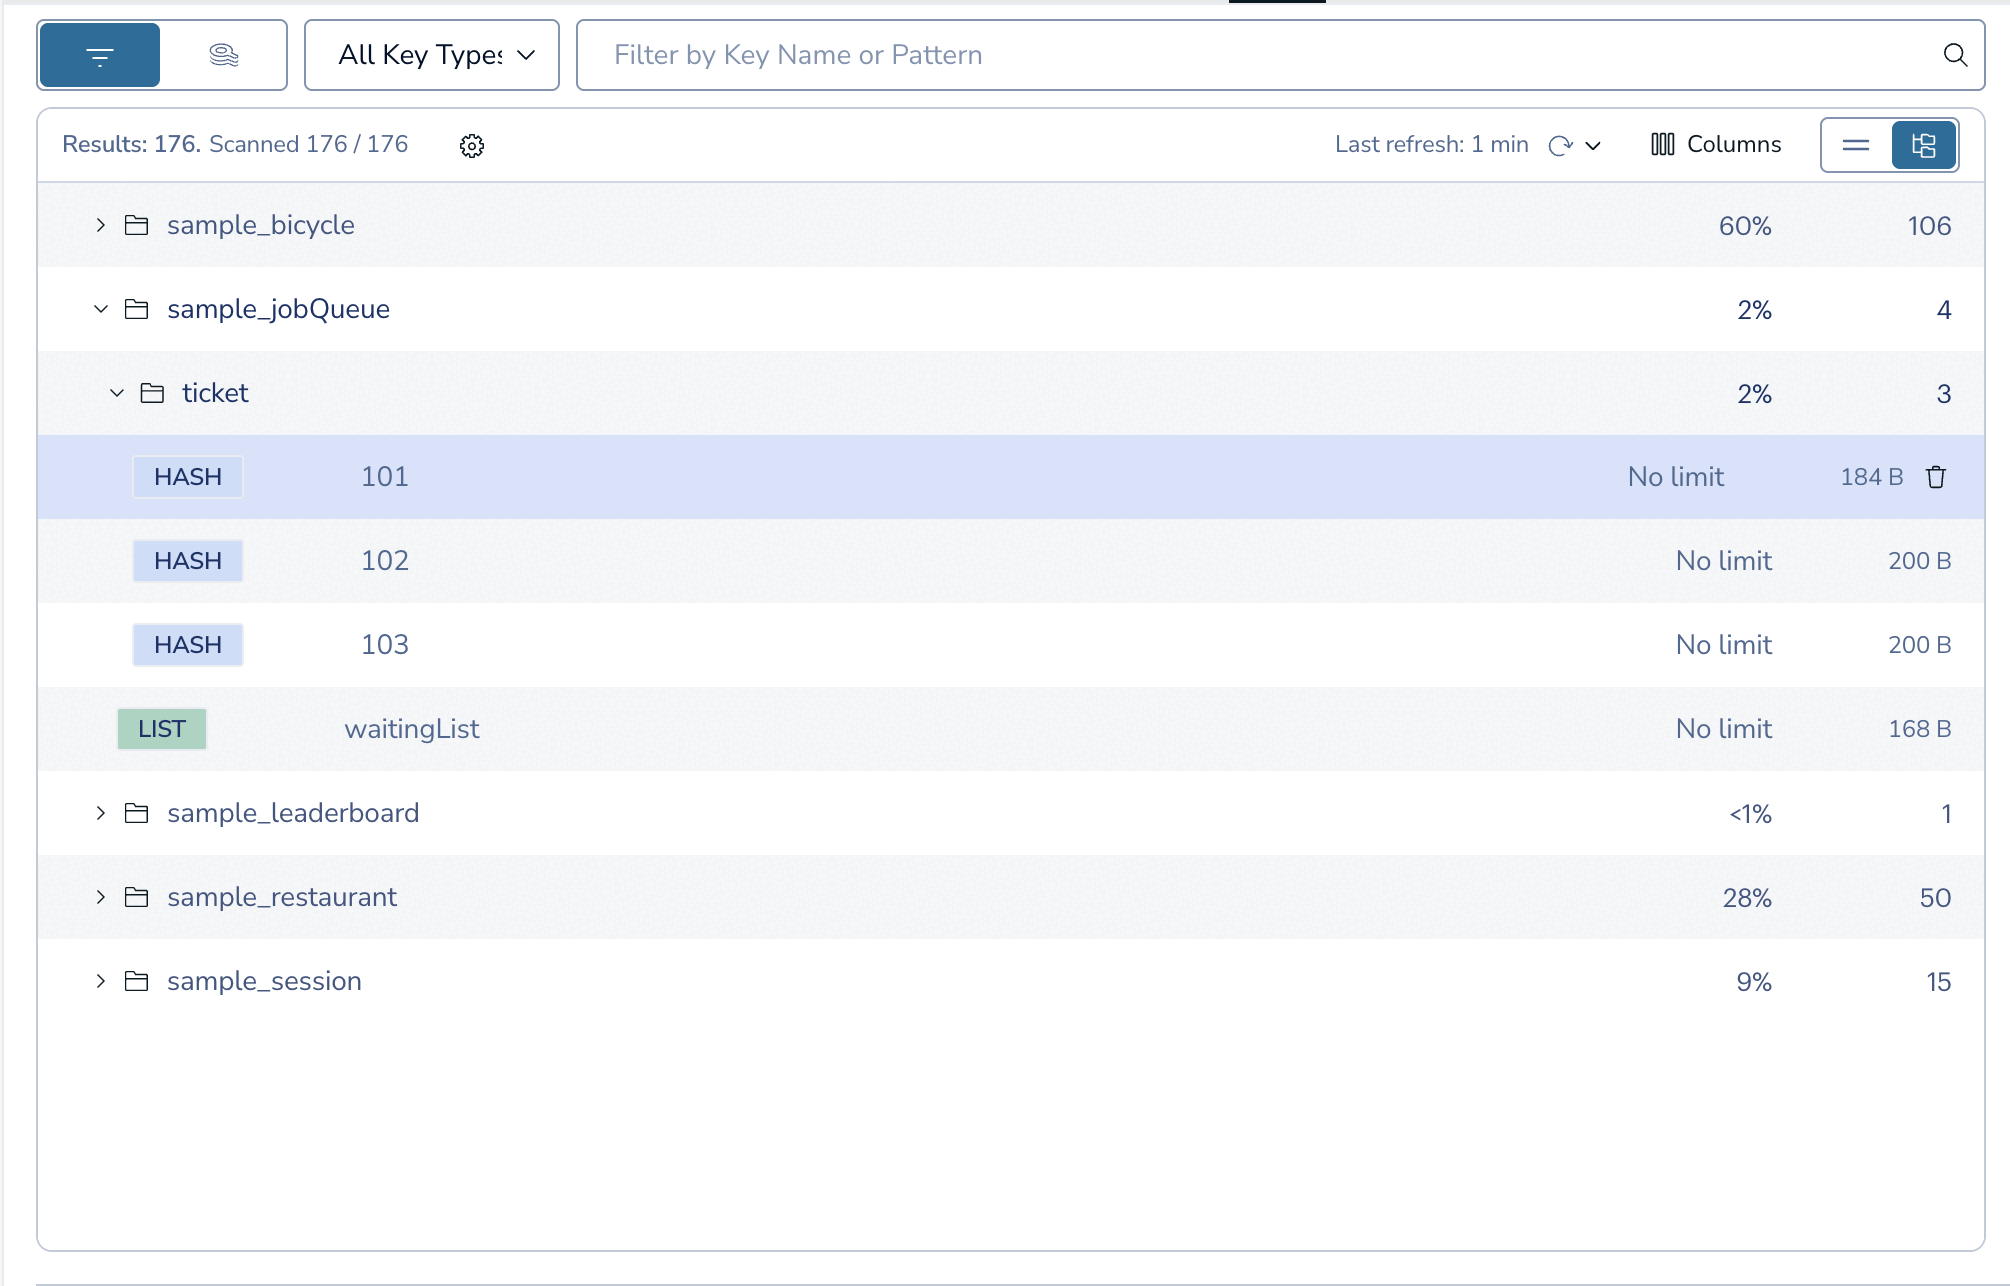 All Key Types
Filter by Key Name or Pattern
Results: 176. Scanned 176 / 176
Last refresh: 1 min
Columns
sample_bicycle 60% 106
sample_jobQueue 2% 4
ticket 2% 3
HASH 101 No limit 184 B
HASH 102 No limit 200 B
HASH 103 No limit 200 B
LIST waitingList No limit 168 B
sample_leaderboard <1% 1
sample_restaurant 28% 50
sample_session 9% 15